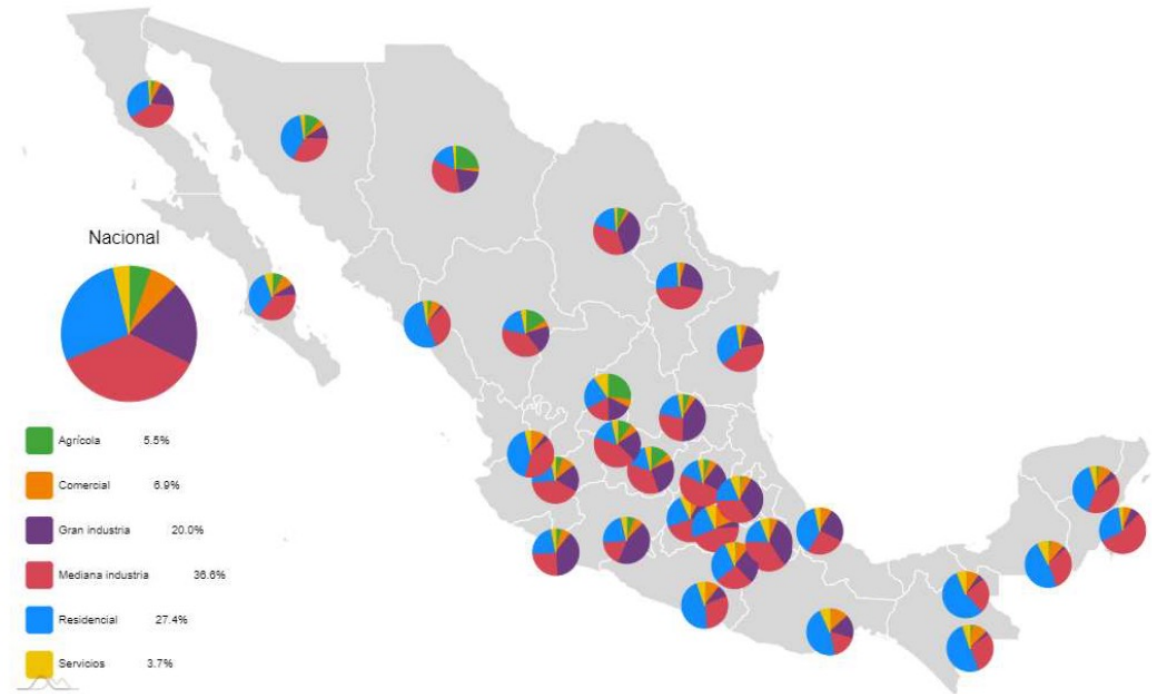 Nacional
Agrícola 5.5%
Comercial 6.9%
Gran industria 20.0%
Mediana industria 36.6%
Residencial 27.4%
Servicios 3.7%